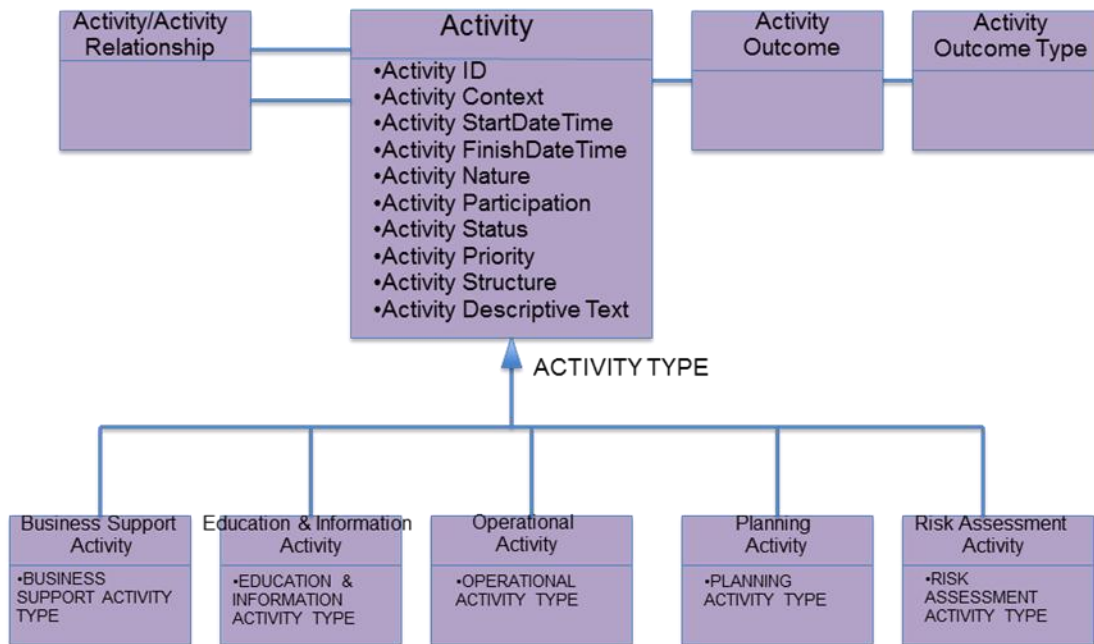 Activity/Activity
Relationship
Activity
•Activity ID
•Activity Context
•Activity StartDateTime
•Activity FinishDateTime
•Activity Nature
•Activity Participation
•Activity Status
•Activity Priority
•Activity Structure
•Activity Descriptive Text
Activity
Outcome
Activity
Outcome Type
ACTIVITY TYPE
Business Support
Activity
•BUSINESS
SUPPORT ACTIVITY
TYPE
Education & Information
Activity
•EDUCATION &
INFORMATION
ACTIVITY TYPE
Operational
Activity
•OPERATIONAL
ACTIVITY TYPE
Planning
Activity
•PLANNING
ACTIVITY TYPE
Risk Assessment
Activity
•RISK
ASSESSMENT
ACTIVITY TYPE